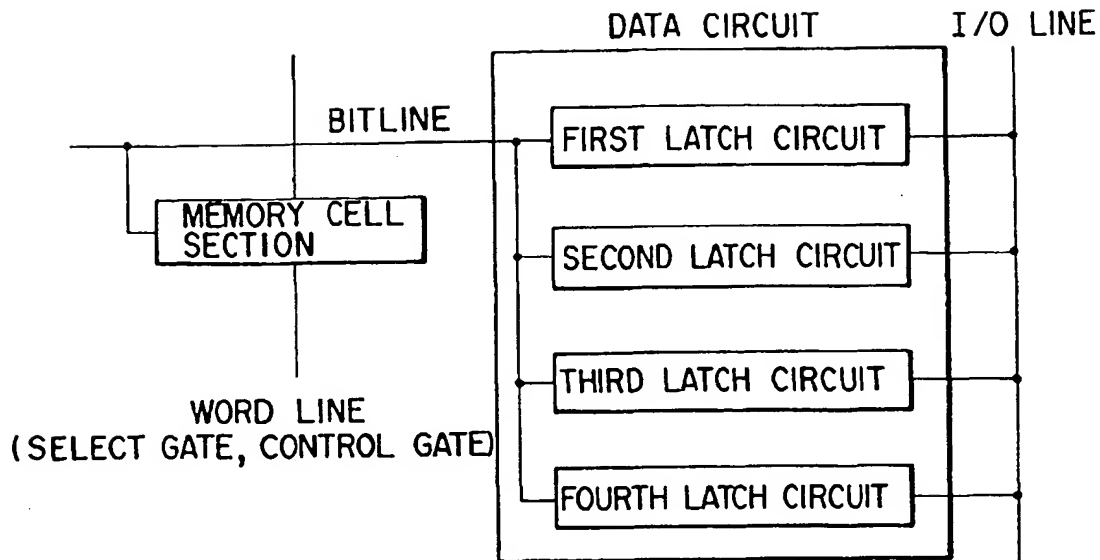 DATA CIRCUIT
I/O LINE
BITLINE
FIRST LATCH CIRCUIT
MEMORY CELL
SECTION
SECOND LATCH CIRCUIT
THIRD LATCH CIRCUIT
WORD LINE
(SELECT GATE, CONTROL GATE)
FOURTH LATCH CIRCUIT